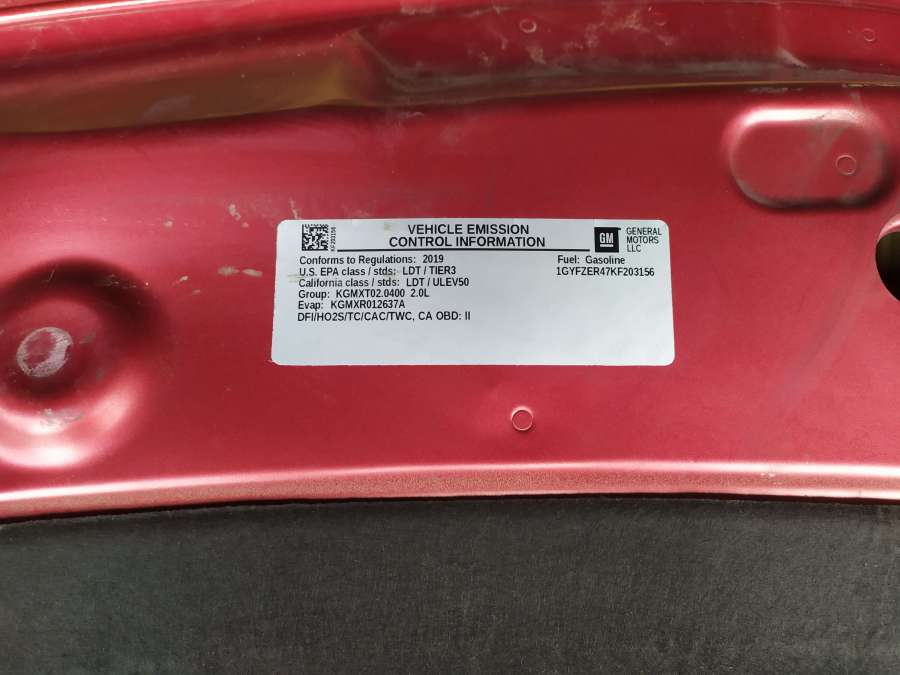 KF203156
VEHICLE EMISSION
CONTROL INFORMATION
GM
GENERAL
MOTORS
LLC
Conforms to Regulations: 2019
Fuel: Gasoline
U.S. EPA class / stds: LDT / TIER3
1GYFZER47KF203156
California class / stds: LDT / ULEV50
Group: KGMXT02.0400 2.0L
Evap: KGMXR012637A
DFI/HO2S/TC/CAC/TWC, CA OBD: II